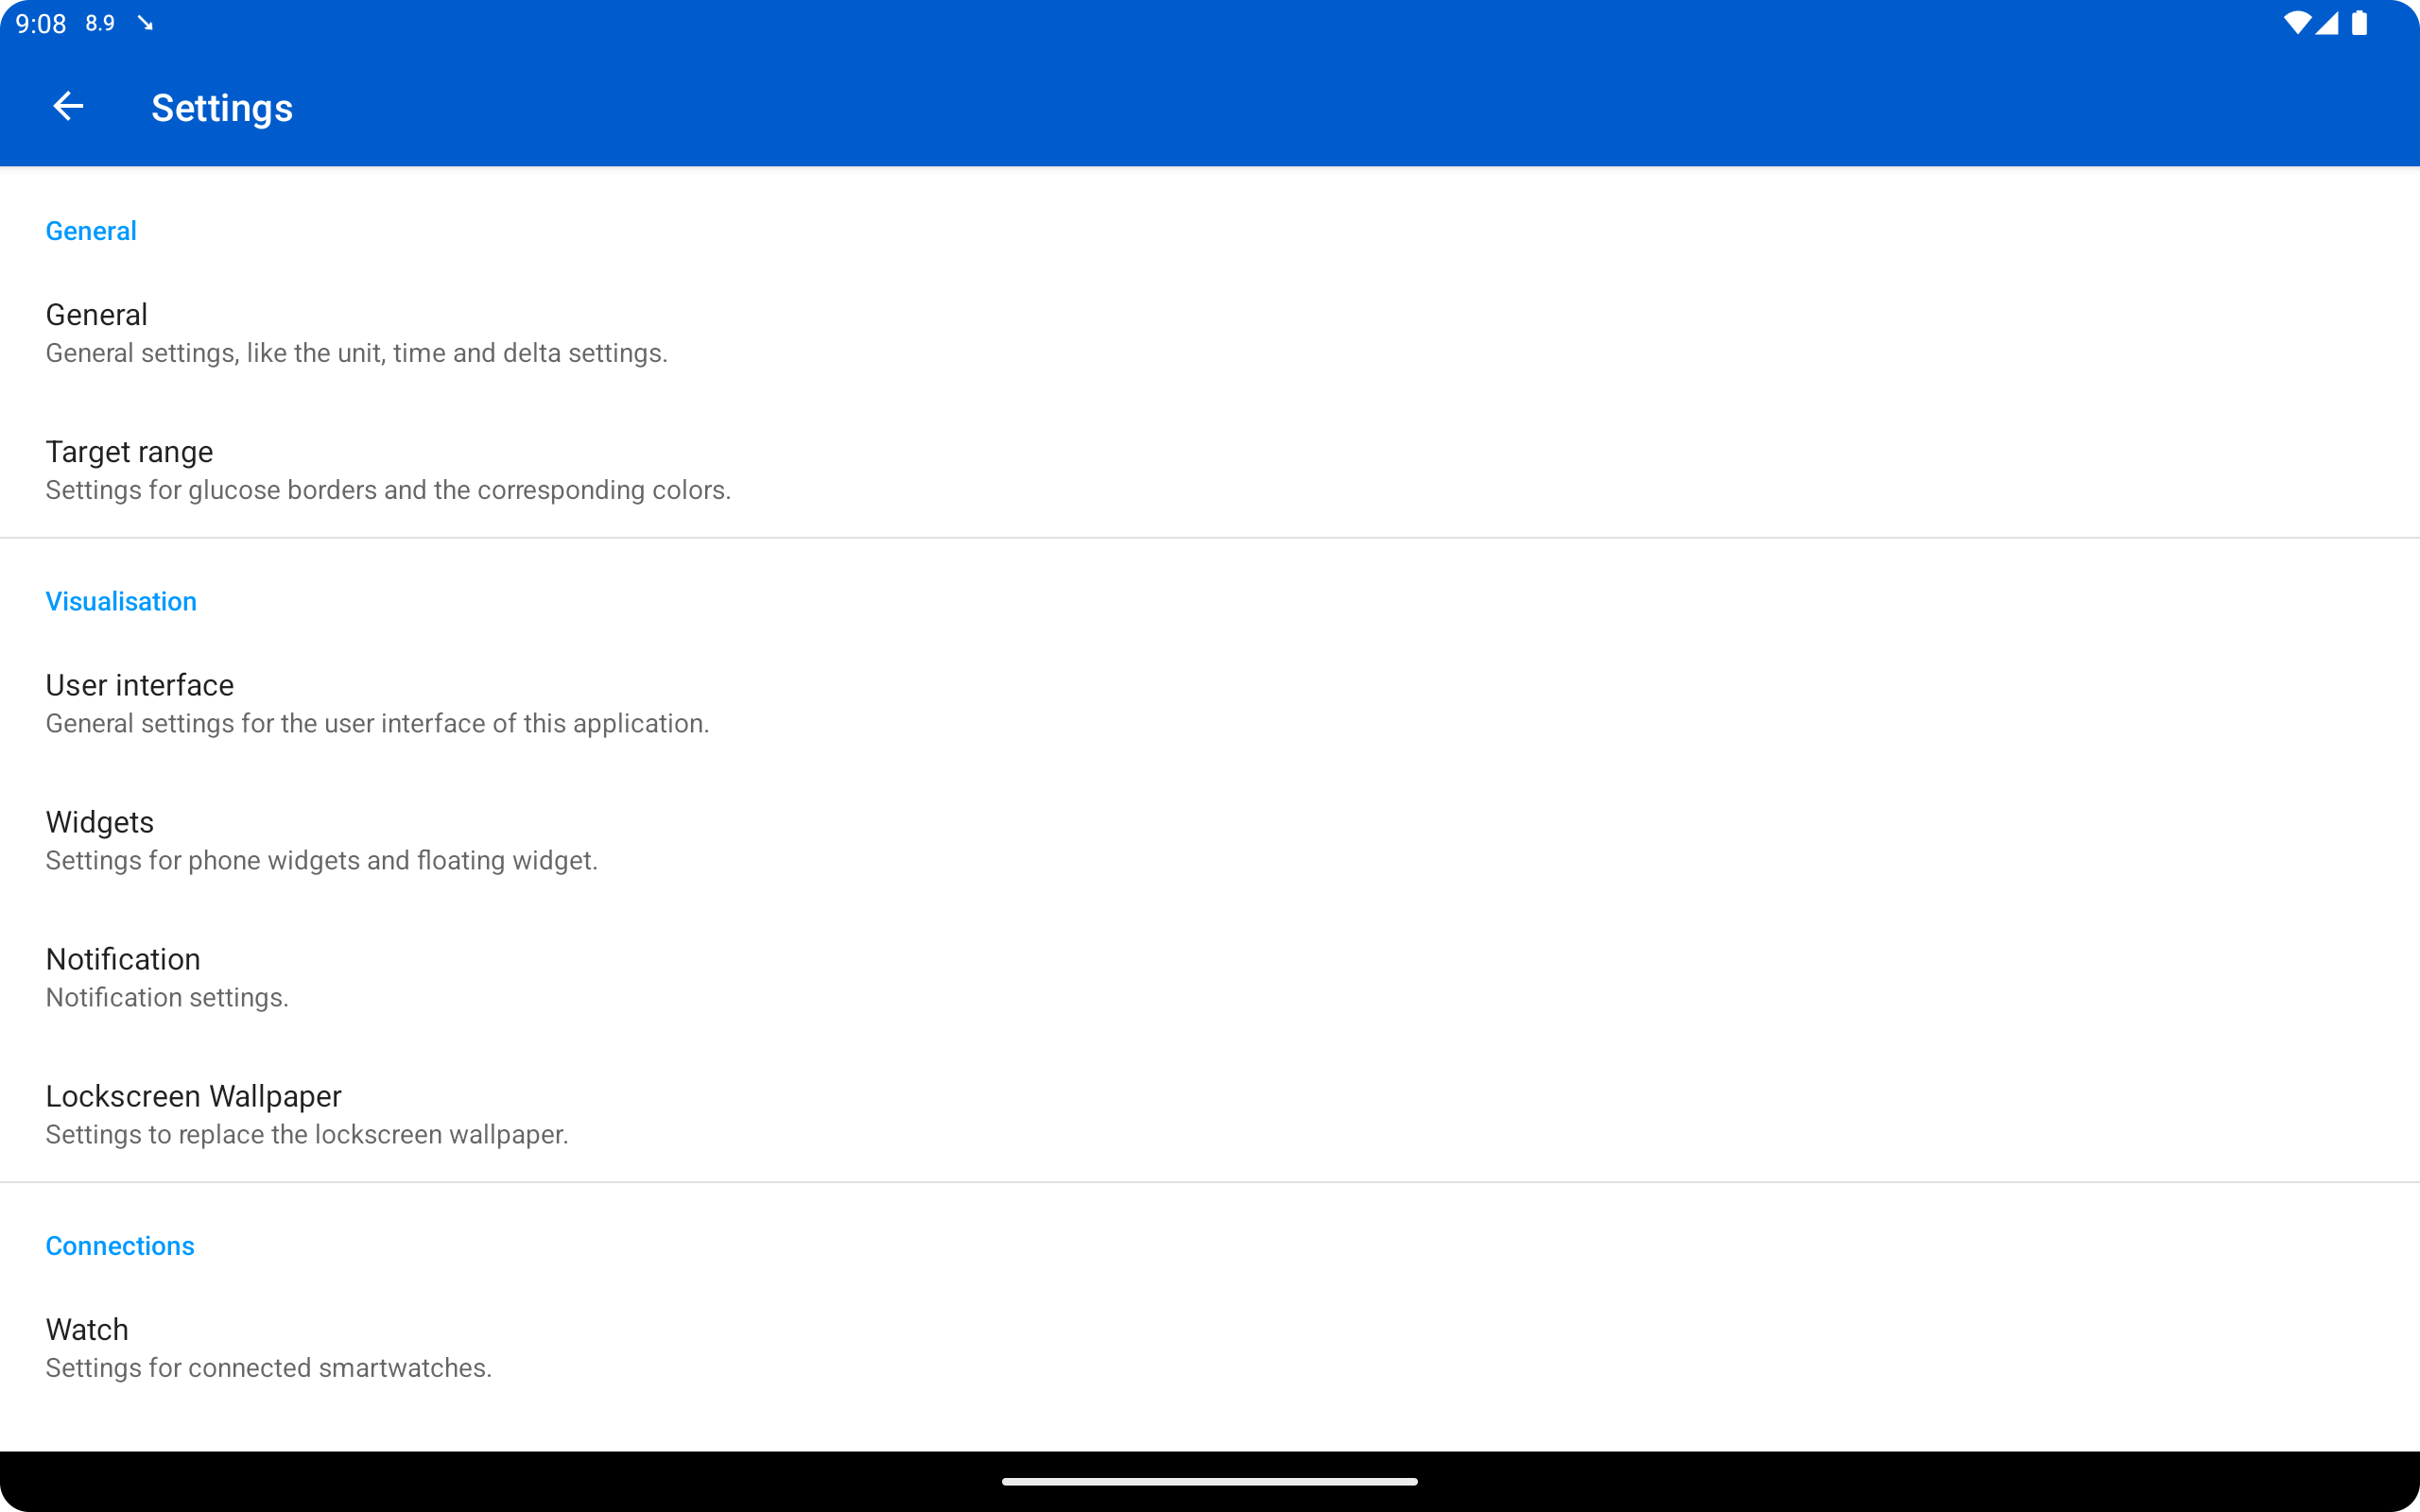 9:08 8.9 ↘
Settings
General
General
General settings, like the unit, time and delta settings.
Target range
Settings for glucose borders and the corresponding colors.
Visualisation
User interface
General settings for the user interface of this application.
Widgets
Settings for phone widgets and floating widget.
Notification
Notification settings.
Lockscreen Wallpaper
Settings to replace the lockscreen wallpaper.
Connections
Watch
Settings for connected smartwatches.